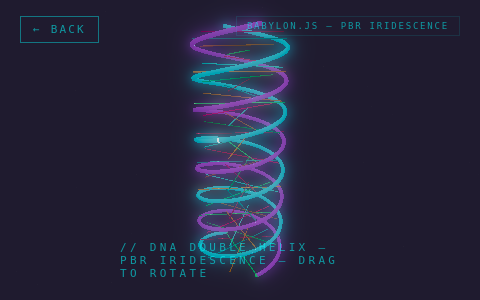 ← BACK
BABYLON.JS — PBR IRIDESCENCE
// DNA DOUBLE HELIX —
PBR IRIDESCENCE — DRAG
TO ROTATE